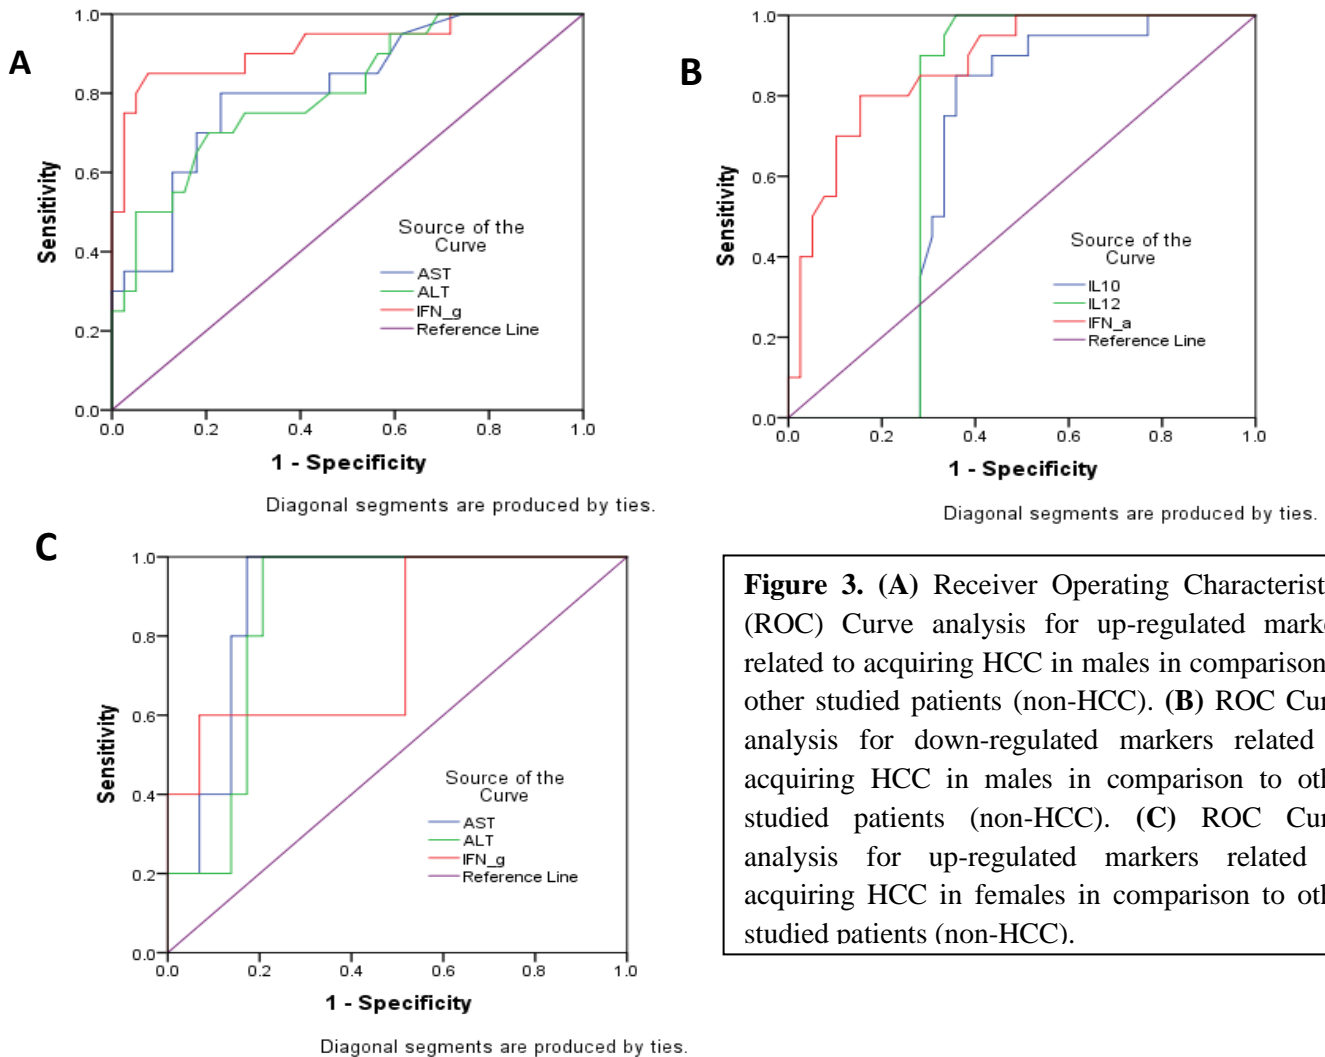 A
1.0
0.8
0.6
0.4
0.2
0.0
Sensitivity
Source of the
Curve
AST
ALT
IFN_g
Reference Line
0.0 0.2 0.4 0.6 0.8 1.0
1 - Specificity
Diagonal segments are produced by ties.
B
1.0
0.8
0.6
0.4
0.2
0.0
Sensitivity
Source of the
Curve
IL10
IL12
IFN_a
Reference Line
0.0 0.2 0.4 0.6 0.8 1.0
1 - Specificity
Diagonal segments are produced by ties.
C
1.0
0.8
0.6
0.4
0.2
0.0
Sensitivity
Source of the
Curve
AST
ALT
IFN_g
Reference Line
0.0 0.2 0.4 0.6 0.8 1.0
1 - Specificity
Diagonal segments are produced by ties.
Figure 3. (A) Receiver Operating Characterist
(ROC) Curve analysis for up-regulated mark
related to acquiring HCC in males in comparison
other studied patients (non-HCC). (B) ROC Cur
analysis for down-regulated markers related
acquiring HCC in males in comparison to oth
studied patients (non-HCC). (C) ROC Cur
analysis for up-regulated markers related
acquiring HCC in females in comparison to oth
studied patients (non-HCC).